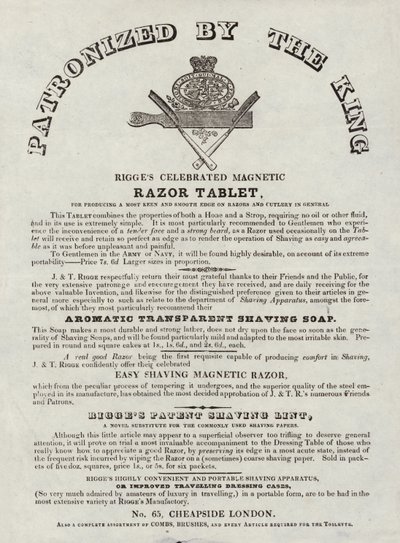 PATRONIZED BY THE KING
HONI SOIT QUI MAL Y PENSE
RIGGE'S CELEBRATED MAGNETIC
RAZOR TABLET,
FOR PRODUCING A MOST KEEN AND SMOOTH EDGE ON RAZORS AND CUTLERY IN GENERAL
This TABLET combines the properties of both a Hone and a Strop, requiring no oil or other fluid,
and in its use is extremely simple. It is most particularly recommended to Gentlemen who experi-
ence the inconvenience of a tender face and a strong beard, as a Razor used occasionally on the Tab-
let will receive and retain so perfect an edge as to render the operation of Shaving as easy and agreea-
ble as it was before unpleasant and painful.
To Gentlemen in the ARMY or NAVY, it will be found highly desirable, on account of its extreme
portability—Price 7s. 6d Larger sizes in proportion.
J. & T. RIGGE respectfully return their most grateful thanks to their Friends and the Public, for
the very extensive patronage and encouragement they have received, and are daily receiving for the
above valuable Invention, and likewise for the distinguished preference given to their articles in ge-
neral more especially to such as relate to the department of Shaving Apparatus, amongst the fore-
most, of which they most particularly recommend their
AROMATIC TRANSPARENT SHAVING SOAP.
This Soap makes a most durable and strong lather, does not dry upon the face so soon as the gene-
rality of Shaving Soaps, and will be found particularly mild and adapted to the most irritable skin. Pre-
pared in round and square cakes at 1s., 1s. 6d., and 2s. 6d., each.
A real good Razor being the first requisite capable of producing comfort in Shaving,
J. & T. RIGGE confidently offer their celebrated
EASY SHAVING MAGNETIC RAZOR,
which from the peculiar process of tempering it undergoes, and the superior quality of the steel em-
ployed in its manufacture, has obtained the most decided approbation of J. & T. R.'s numerous Friends
and Patrons.
RIGGE'S PATENT SHAVING LINT,
A NOVEL SUBSTITUTE FOR THE COMMONLY USED SHAVING PAPERS.
Although this little article may appear to a superficial observer too trifling to deserve general
attention, it will prove on trial a most invaluable accompaniment to the Dressing Table of those who
really know how to appreciate a good Razor, by preserving its edge in a most acute state, instead of
the frequent risk incurred by wiping the Razor on a (sometimes) coarse shaving paper. Sold in pack-
ets of five doz. squares, price 1s., or 5s. for six packets.
RIGGE'S HIGHLY CONVENIENT AND PORTABLE SHAVING APPARATUS,
OR IMPROVED TRAVELLING DRESSING CASES,
(So very much admired by amateurs of luxury in travelling,) in a portable form, are to be had in the
most extensive variety at RIGGE'S Manufactory.
No. 65, CHEAPSIDE LONDON.
ALSO A COMPLETE ASSORTMENT OF COMBS, BRUSHES, AND EVERY ARTICLE REQUIRED FOR THE TOILETTE.